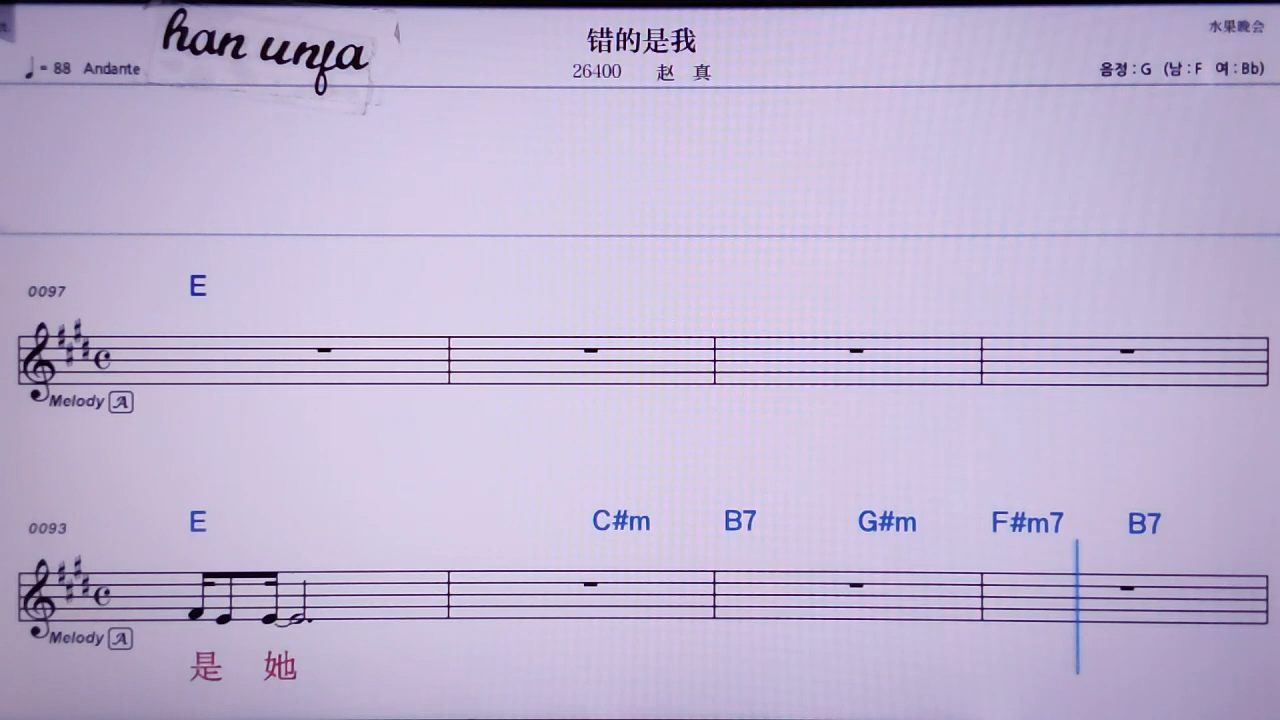 han unfa
错的是我
水果晚会
♩= 88 Andante
26400 赵 真
음정 : G (남 : F 여 : Bb)
0097 E
Melody A
0093 E C#m B7 G#m F#m7 B7
Melody A
是 她